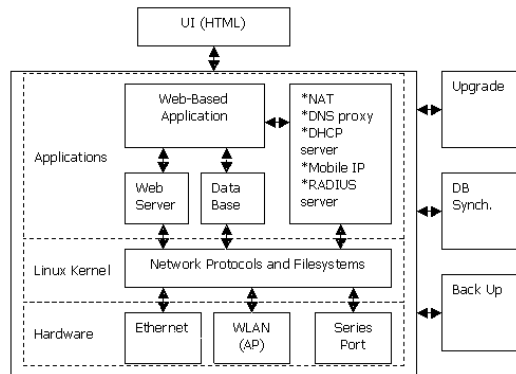 UI (HTML)
Applications
Web-Based
Application
*NAT
*DNS proxy
*DHCP
server
*Mobile IP
*RADIUS
server
Web
Server
Data
Base
Linux Kernel
Network Protocols and Filesystems
Hardware
Ethernet
WLAN
(AP)
Series
Port
Upgrade
DB
Synch.
Back Up